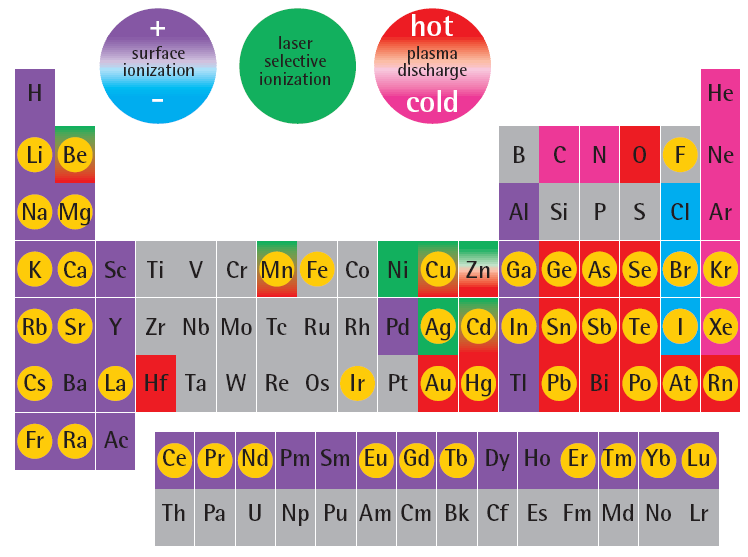 +
surface
ionization
-
laser
selective
ionization
hot
plasma
discharge
cold
H He
Li Be B C N O F Ne
Na Mg Al Si P S Cl Ar
K Ca Sc Ti V Cr Mn Fe Co Ni Cu Zn Ga Ge As Se Br Kr
Rb Sr Y Zr Nb Mo Tc Ru Rh Pd Ag Cd In Sn Sb Te I Xe
Cs Ba La Hf Ta W Re Os Ir Pt Au Hg Tl Pb Bi Po At Rn
Fr Ra Ac
Ce Pr Nd Pm Sm Eu Gd Tb Dy Ho Er Tm Yb Lu
Th Pa U Np Pu Am Cm Bk Cf Es Fm Md No Lr